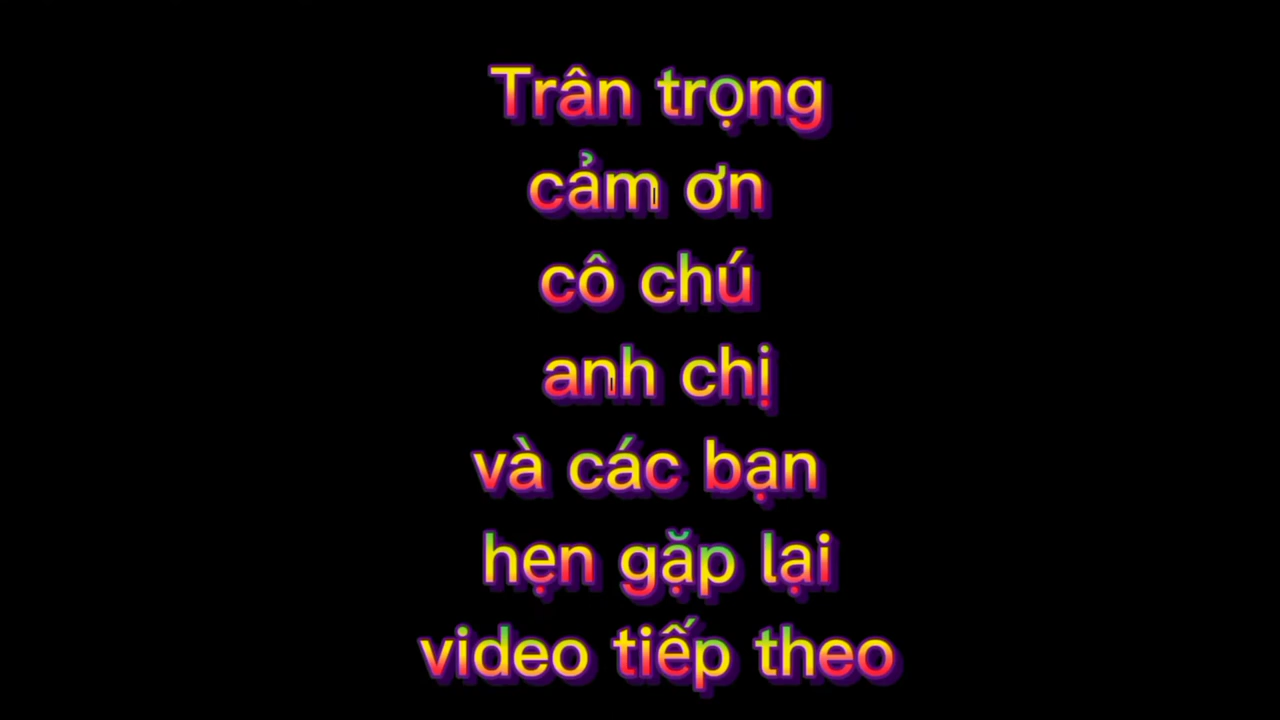 Trân trọng
cảm ơn
cô chú
anh chị
và các bạn
hẹn gặp lại
video tiếp theo